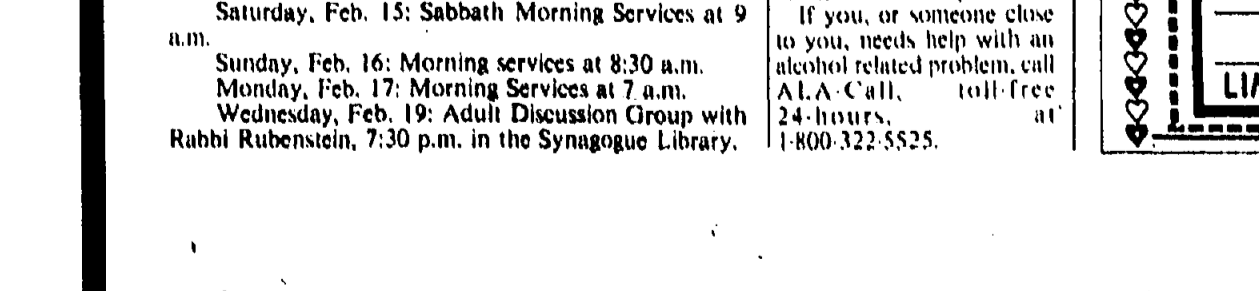 Saturday, Feb. 15: Sabbath Morning Services at 9
a.m.
Sunday, Feb. 16: Morning services at 8:30 a.m.
Monday, Feb. 17: Morning Services at 7 a.m.
Wednesday, Feb. 19: Adult Discussion Group with
Rabbi Rubenstein, 7:30 p.m. in the Synagogue Library.
If you, or someone close
to you, needs help with an
alcohol related problem, call
ALA-Call, toll-free
24-hours, at
1-800-322-5525.